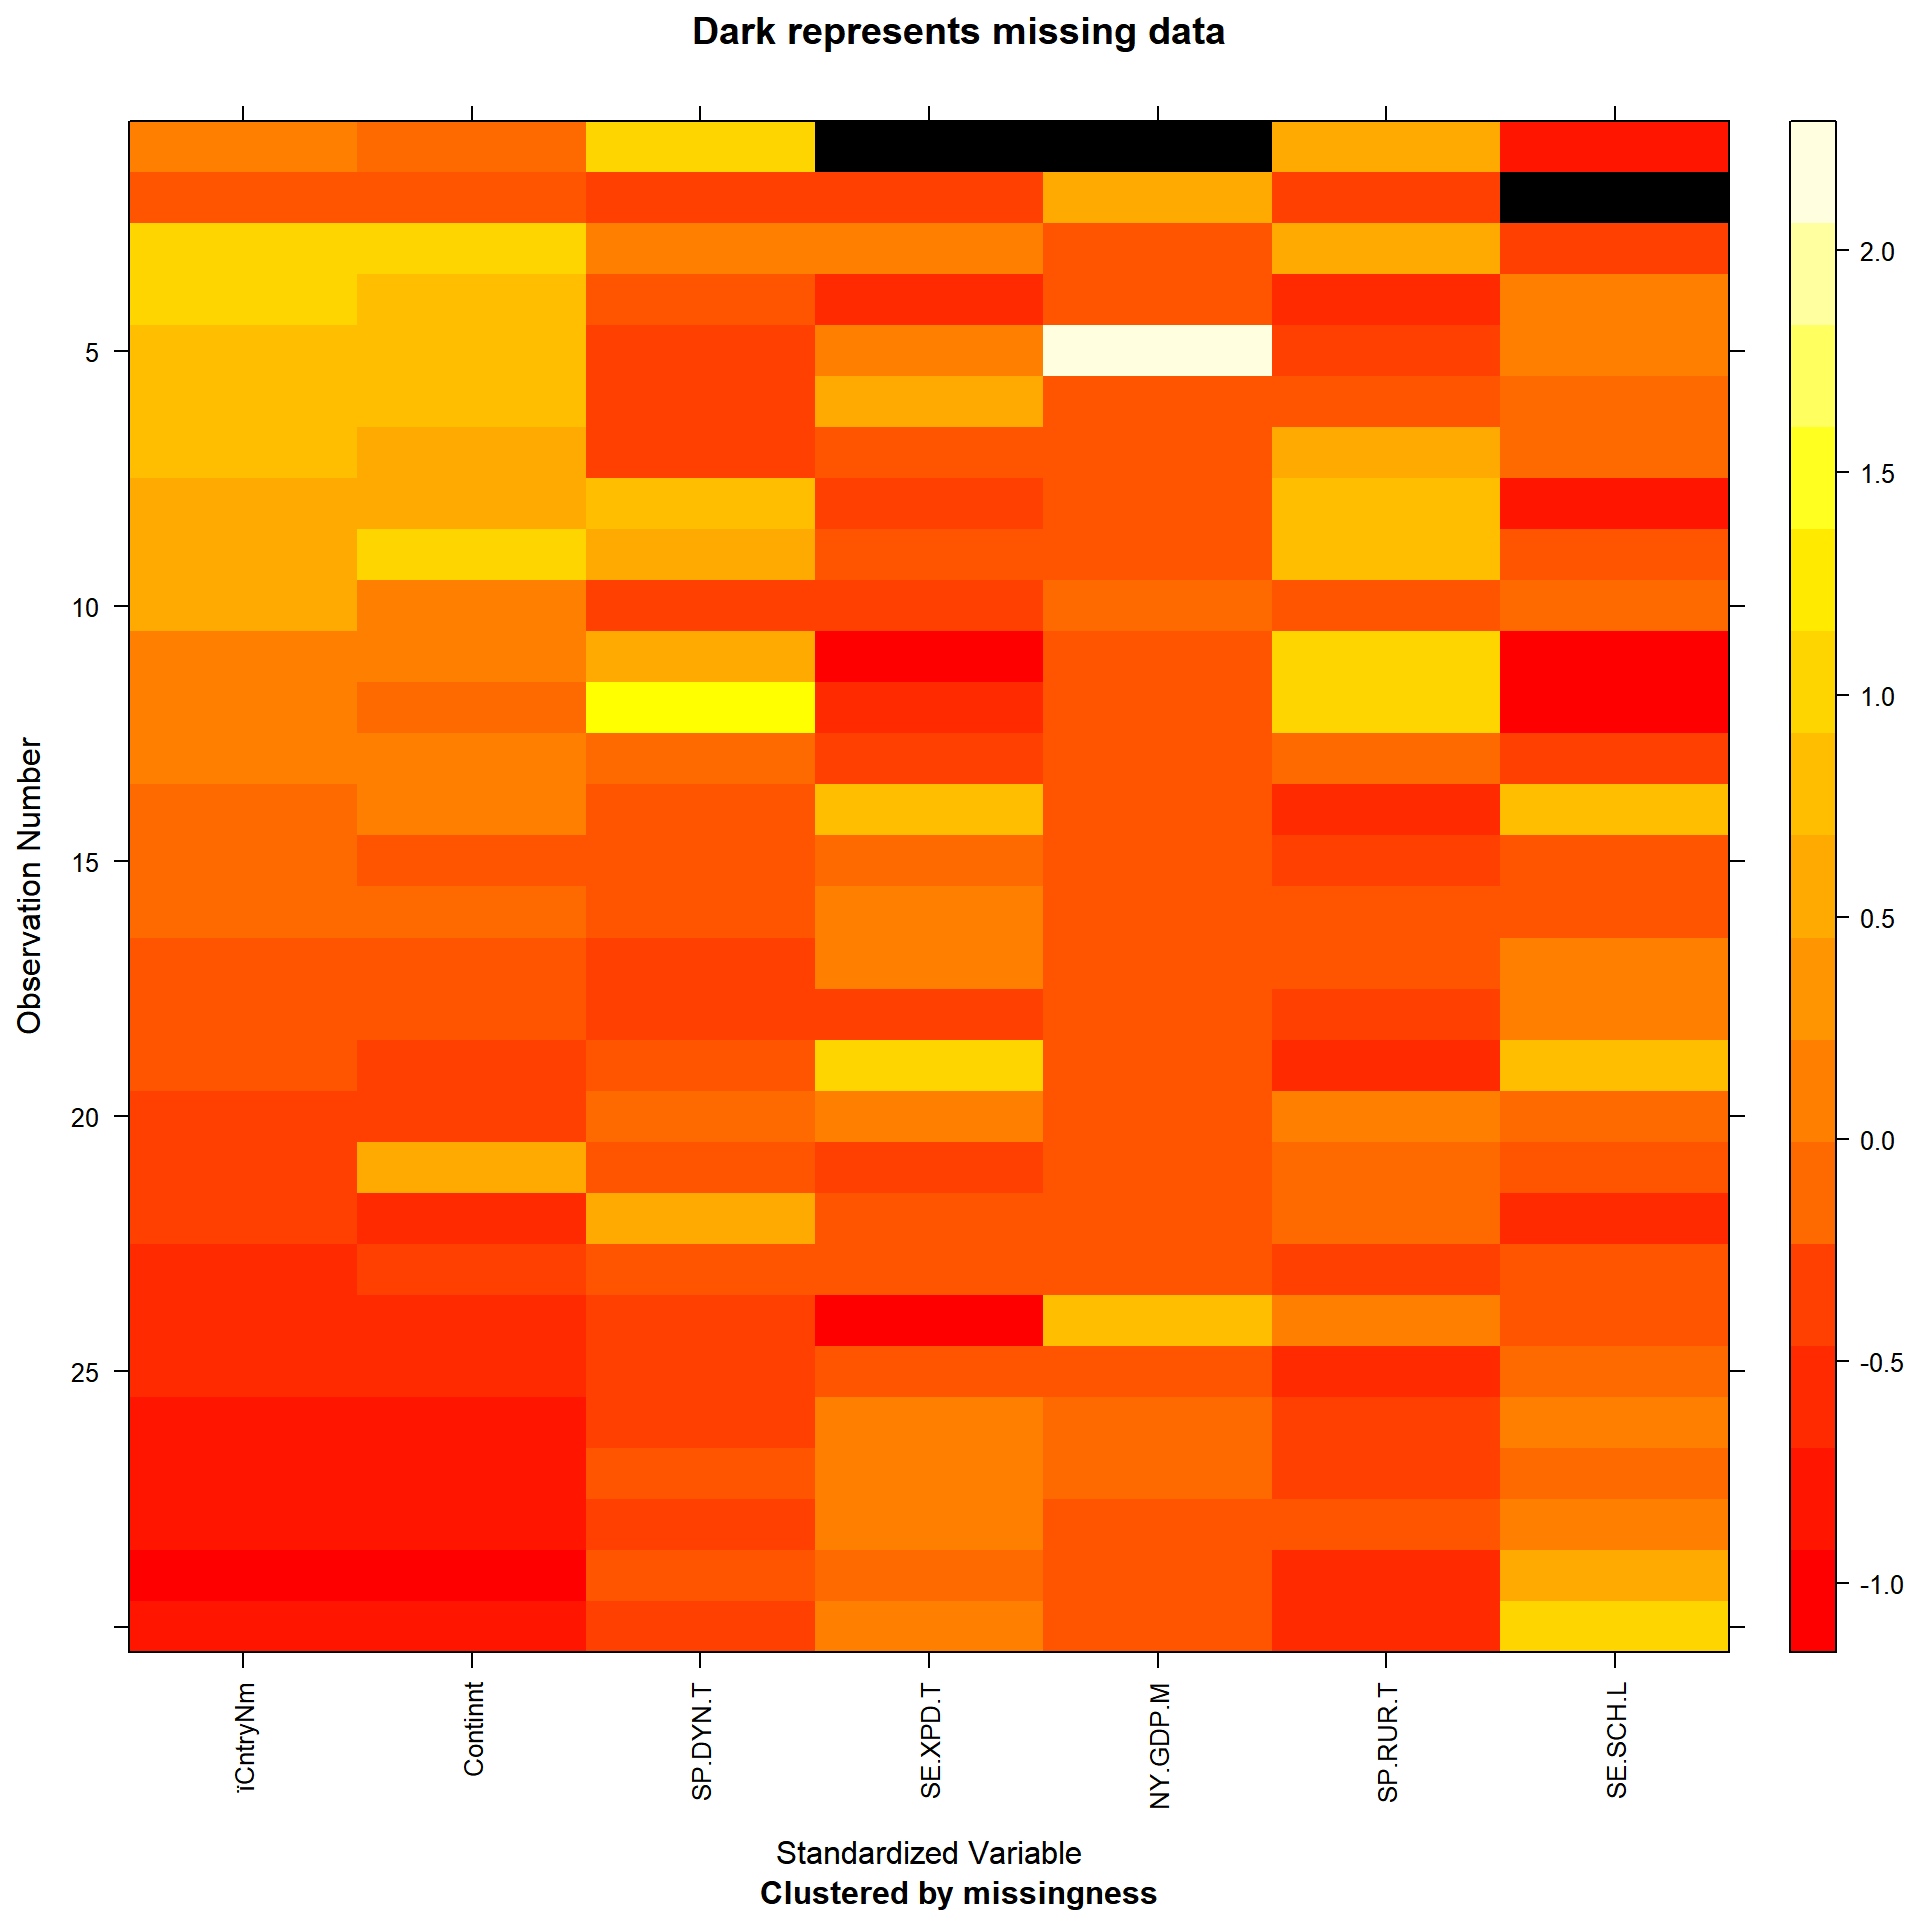 Dark represents missing data
Observation Number
5
10
15
20
25
2.0
1.5
1.0
0.5
0.0
-0.5
-1.0
ïCntryNm
Continnt
SP.DYN.T
SE.XPD.T
NY.GDP.M
SP.RUR.T
SE.SCH.L
Standardized Variable
Clustered by missingness